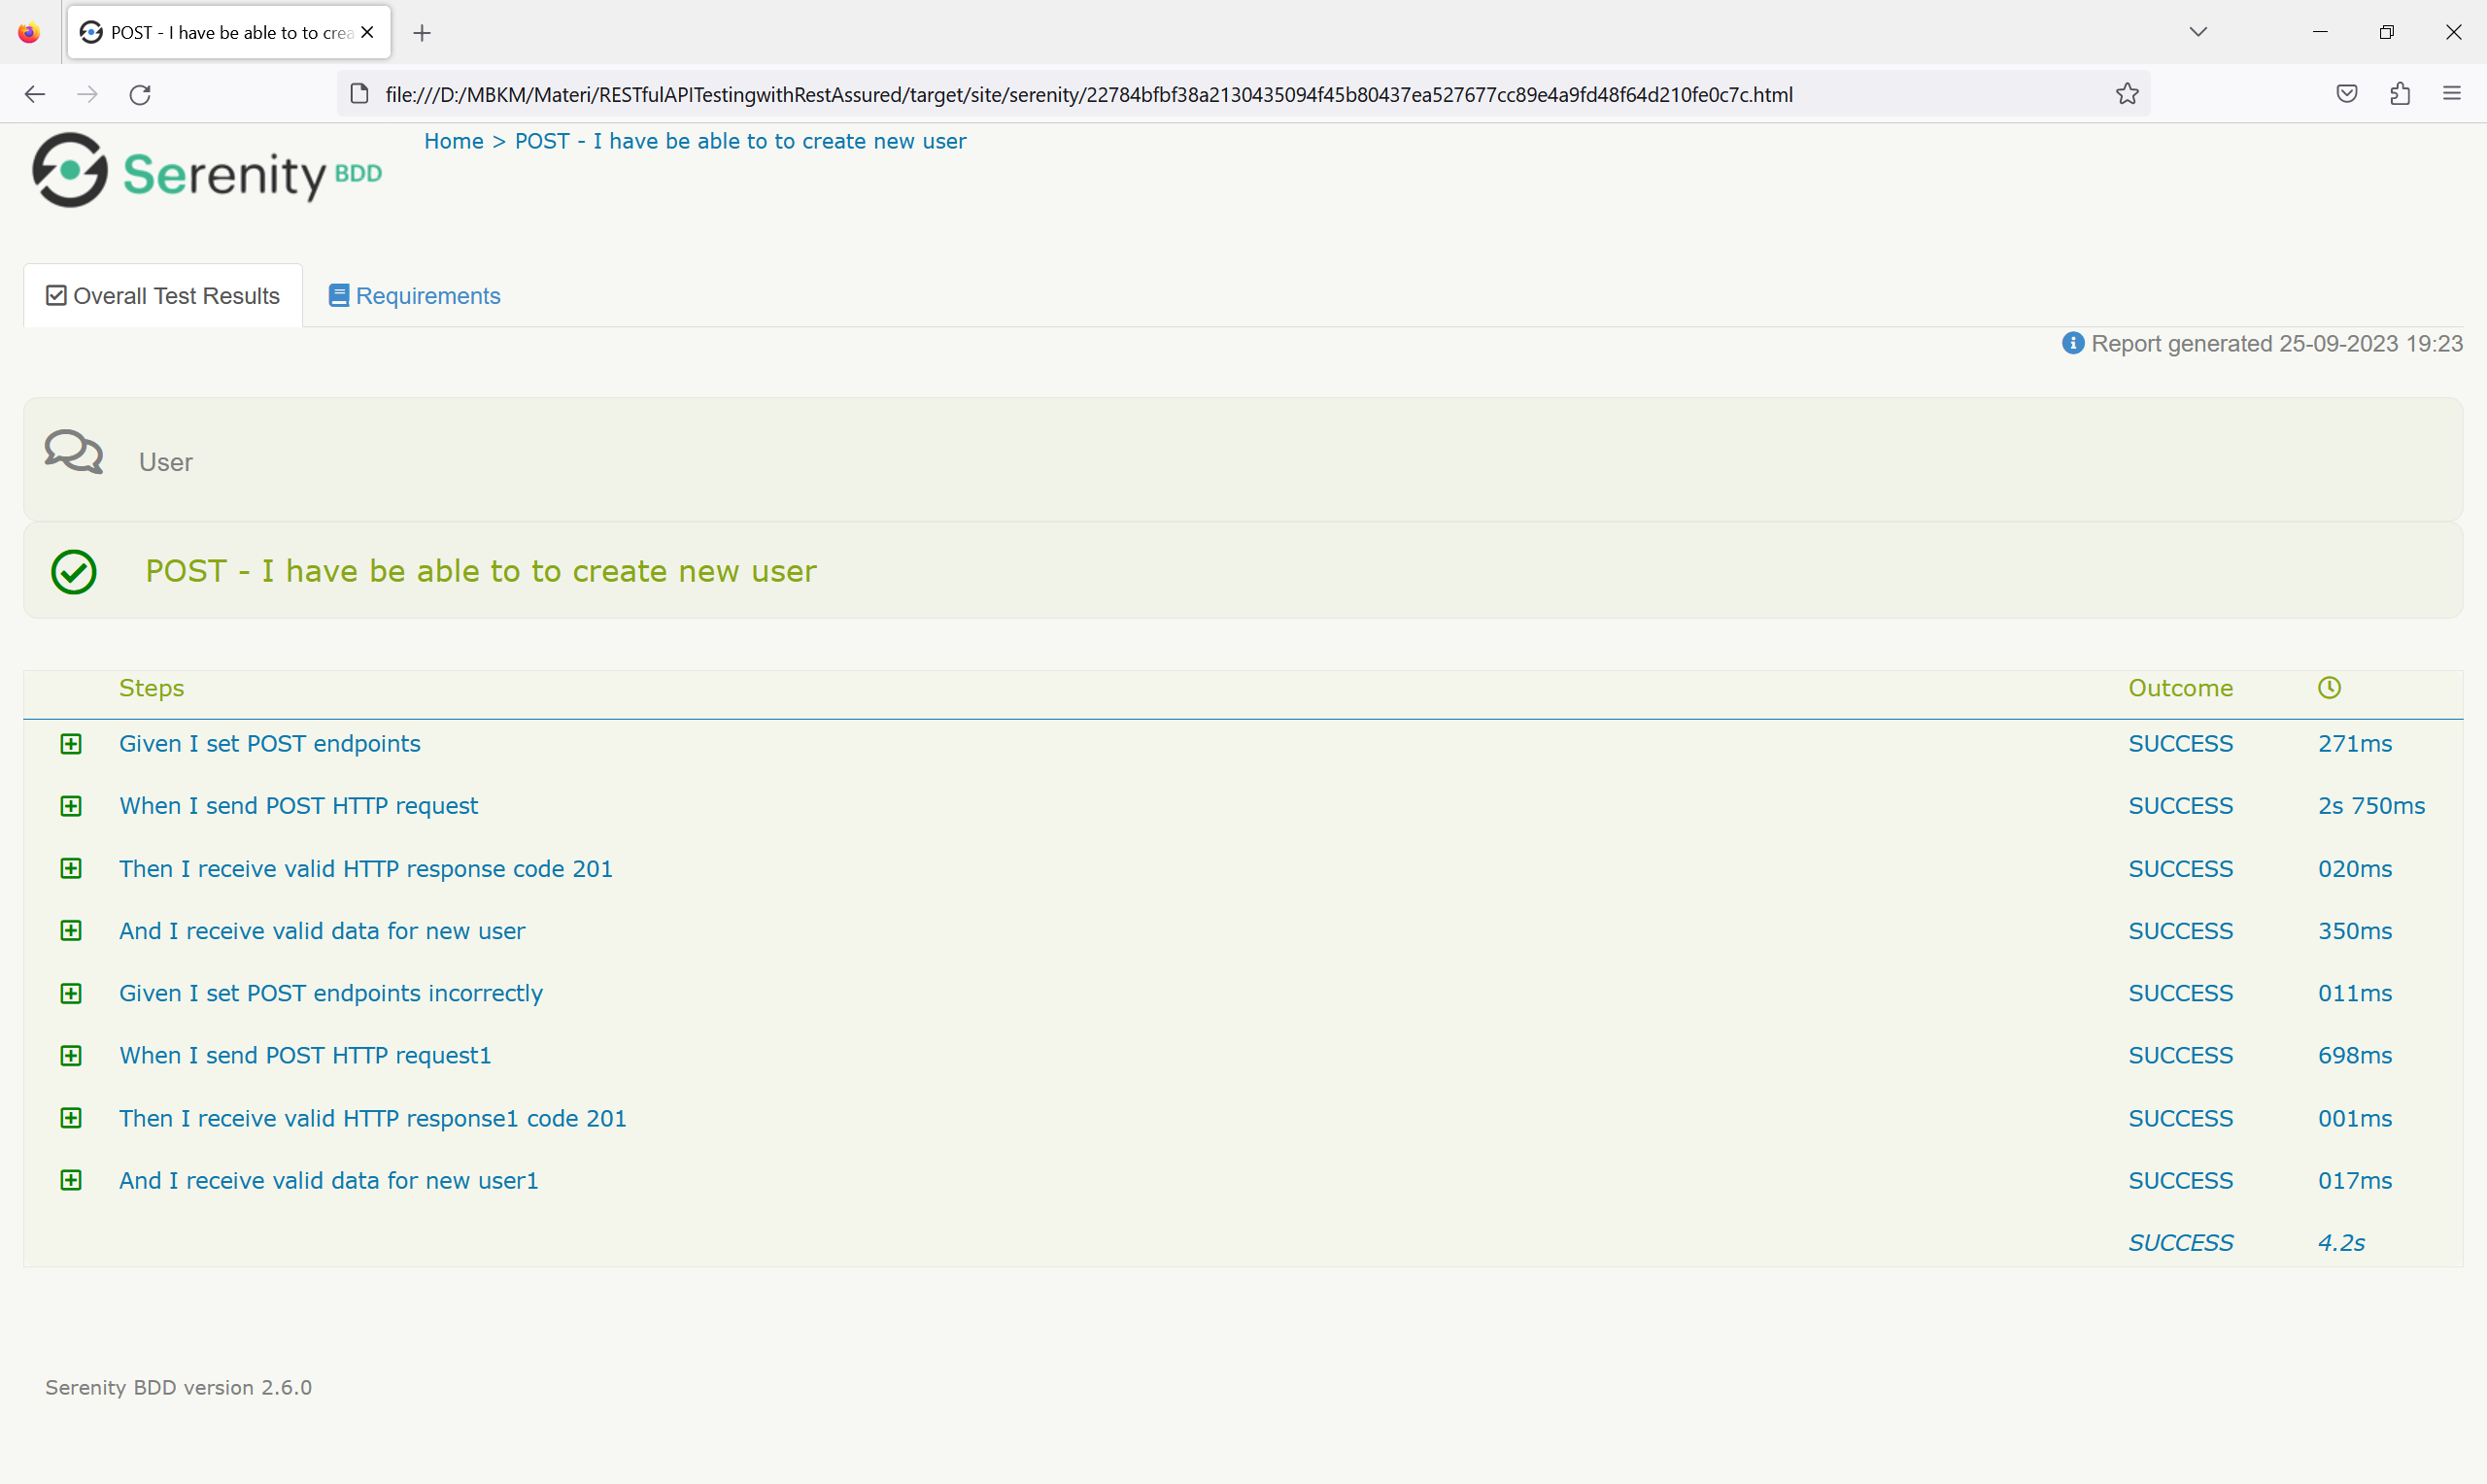 POST - I have be able to to crea
file:///D:/MBKM/Materi/RESTfulAPITestingwithRestAssured/target/site/serenity/22784bfbf38a2130435094f45b80437ea527677cc89e4a9fd48f64d210fe0c7c.html
Serenity BDD
Home > POST - I have be able to to create new user
Overall Test Results
Requirements
Report generated 25-09-2023 19:23
User
POST - I have be able to to create new user
Steps Outcome
Given I set POST endpoints SUCCESS 271ms
When I send POST HTTP request SUCCESS 2s 750ms
Then I receive valid HTTP response code 201 SUCCESS 020ms
And I receive valid data for new user SUCCESS 350ms
Given I set POST endpoints incorrectly SUCCESS 011ms
When I send POST HTTP request1 SUCCESS 698ms
Then I receive valid HTTP response1 code 201 SUCCESS 001ms
And I receive valid data for new user1 SUCCESS 017ms
SUCCESS 4.2s
Serenity BDD version 2.6.0